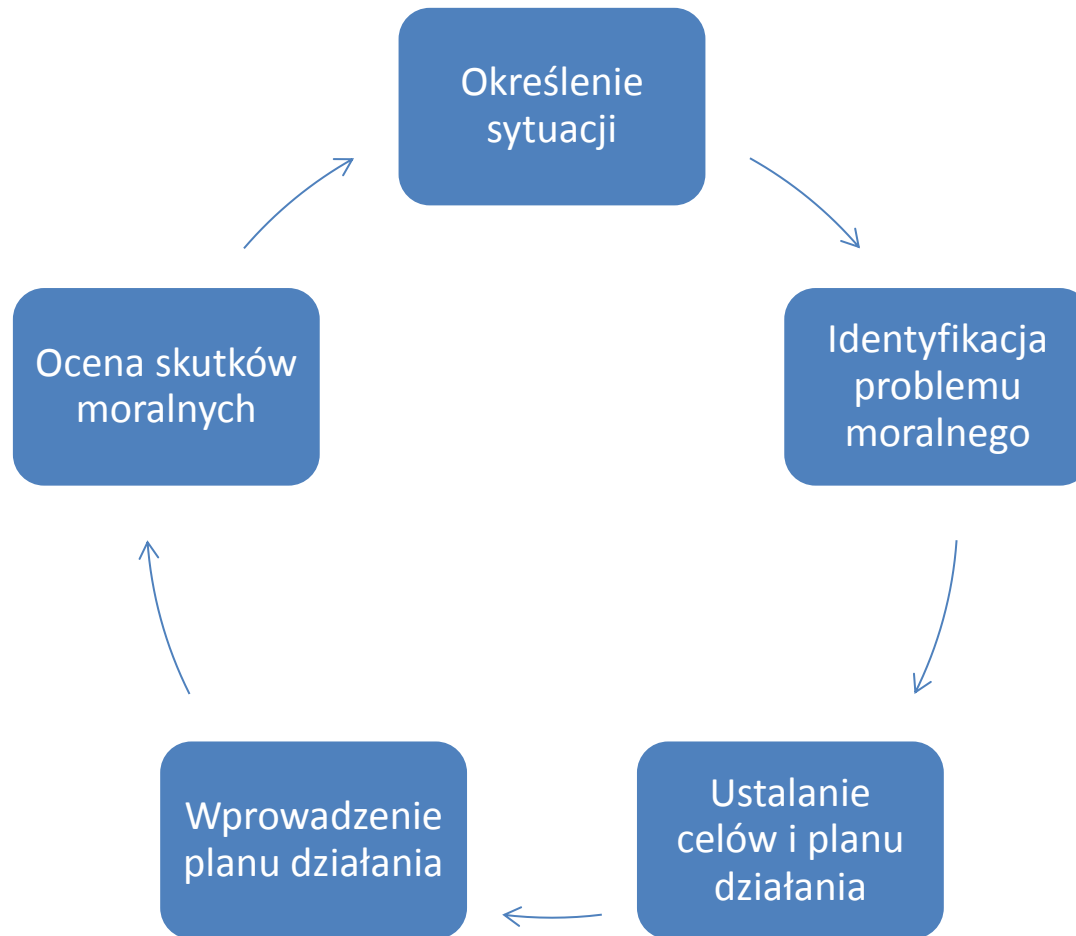 Określenie
sytuacji
Identyfikacja
problemu
moralnego
Ustalanie
celów i planu
działania
Wprowadzenie
planu działania
Ocena skutków
moralnych